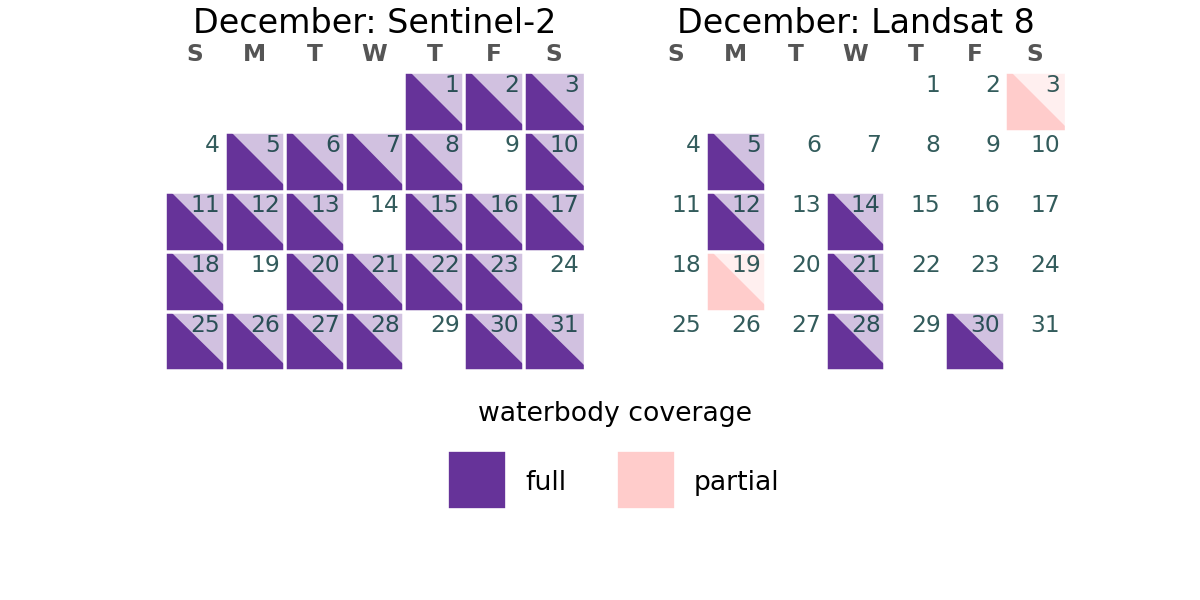 December: Sentinel-2
S M T W T F S
1 2 3
4 5 6 7 8 9 10
11 12 13 14 15 16 17
18 19 20 21 22 23 24
25 26 27 28 29 30 31
December: Landsat 8
S M T W T F S
1 2 3
4 5 6 7 8 9 10
11 12 13 14 15 16 17
18 19 20 21 22 23 24
25 26 27 28 29 30 31
waterbody coverage
full partial